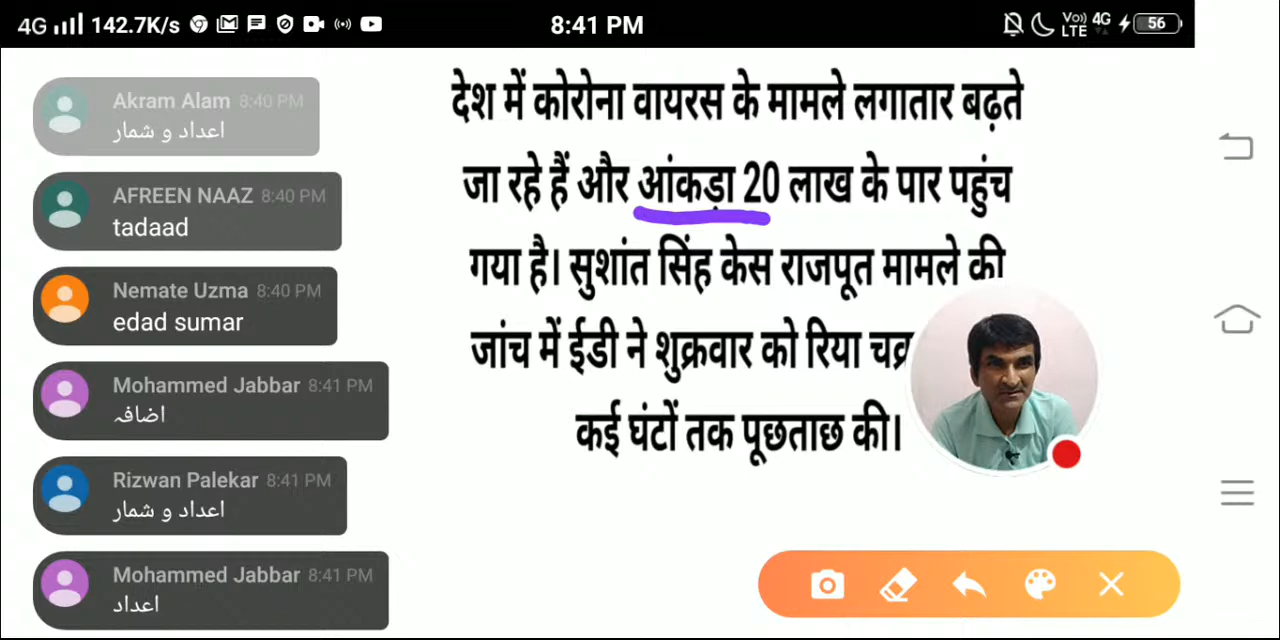 4G 142.7K/s 8:41 PM Vo) LTE 4G 56
Akram Alam 8:40 PM
اعداد و شمار
AFREEN NAAZ 8:40 PM
tadaad
Nemate Uzma 8:40 PM
edad sumar
Mohammed Jabbar 8:41 PM
اضافہ
Rizwan Palekar 8:41 PM
اعداد و شمار
Mohammed Jabbar 8:41 PM
اعداد
देश में कोरोना वायरस के मामले लगातार बढ़ते
जा रहे हैं और आंकड़ा 20 लाख के पार पहुंच
गया है। सुशांत सिंह केस राजपूत मामले की
जांच में ईडी ने शुक्रवार को रिया
कई घंटों तक पूछताछ की।